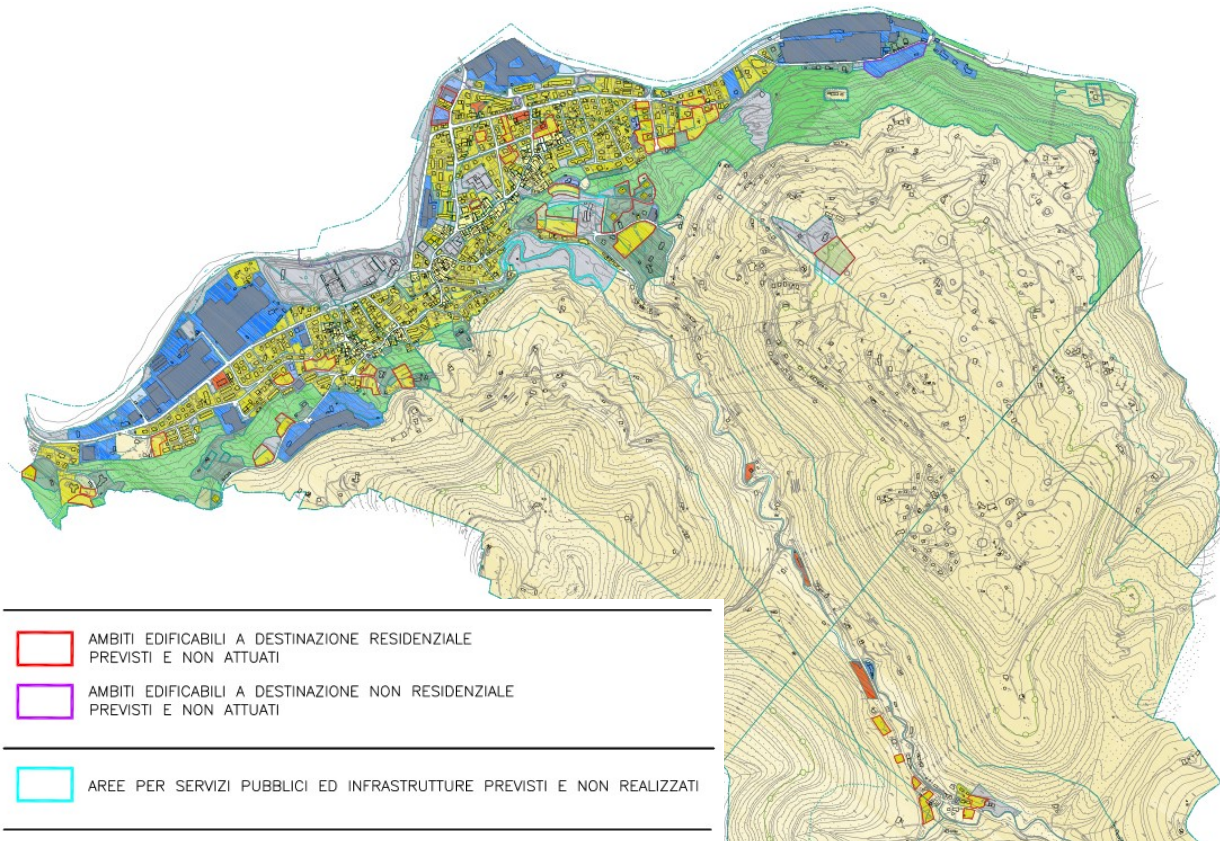 AMBITI EDIFICABILI A DESTINAZIONE RESIDENZIALE
PREVISTI E NON ATTUATI
AMBITI EDIFICABILI A DESTINAZIONE NON RESIDENZIALE
PREVISTI E NON ATTUATI
AREE PER SERVIZI PUBBLICI ED INFRASTRUTTURE PREVISTI E NON REALIZZATI